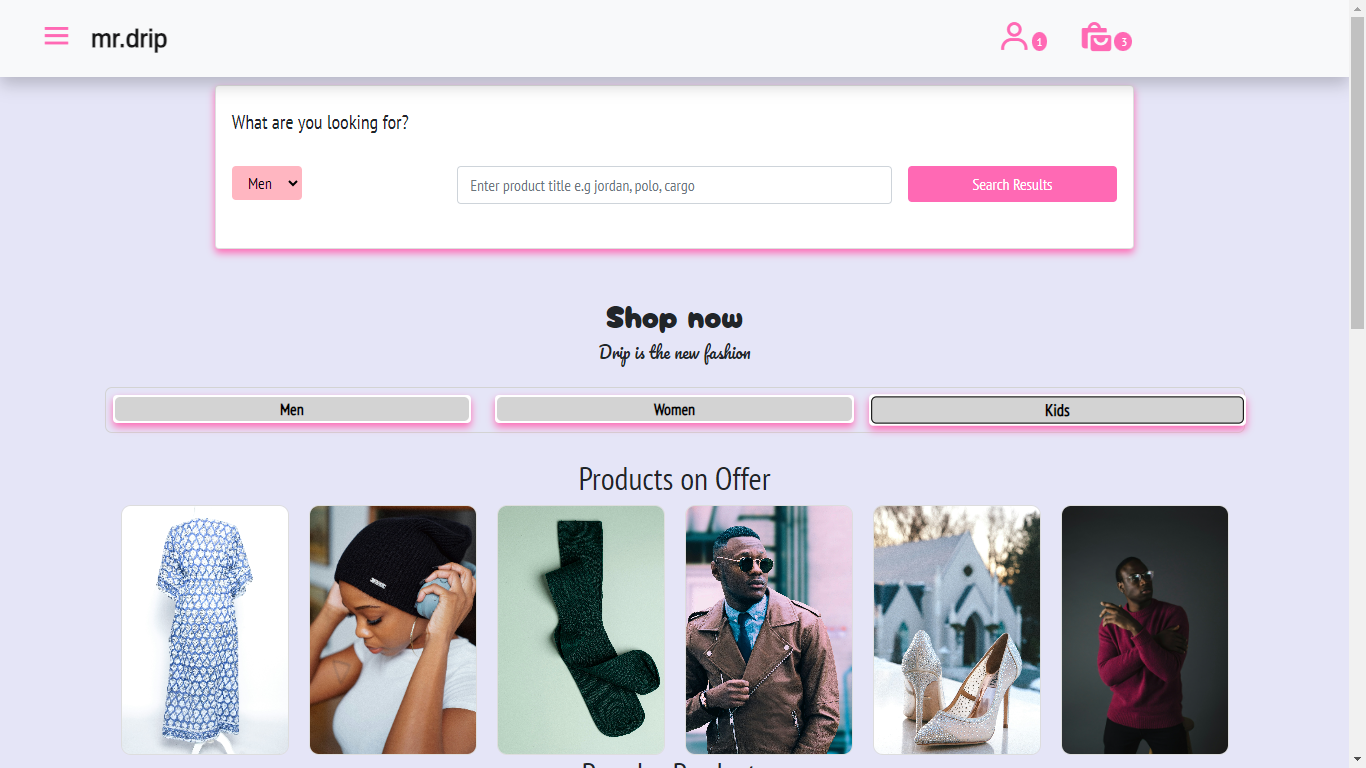 mr.drip
1
3
What are you looking for?
Men
Enter product title e.g jordan, polo, cargo
Search Results
Shop now
Drip is the new fashion
Men
Women
Kids
Products on Offer